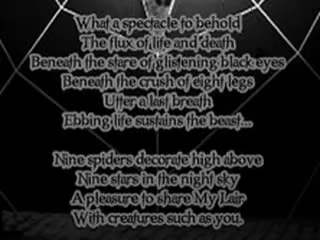 What a spectacle to behold
The flux of life and death
Beneath the stare of glistening black eyes
Beneath the crush of eight legs
Utter a last breath
Ebbing life sustains the beast...
Nine spiders decorate high above
Nine stars in the night sky
A pleasure to share My Lair
With creatures such as you.